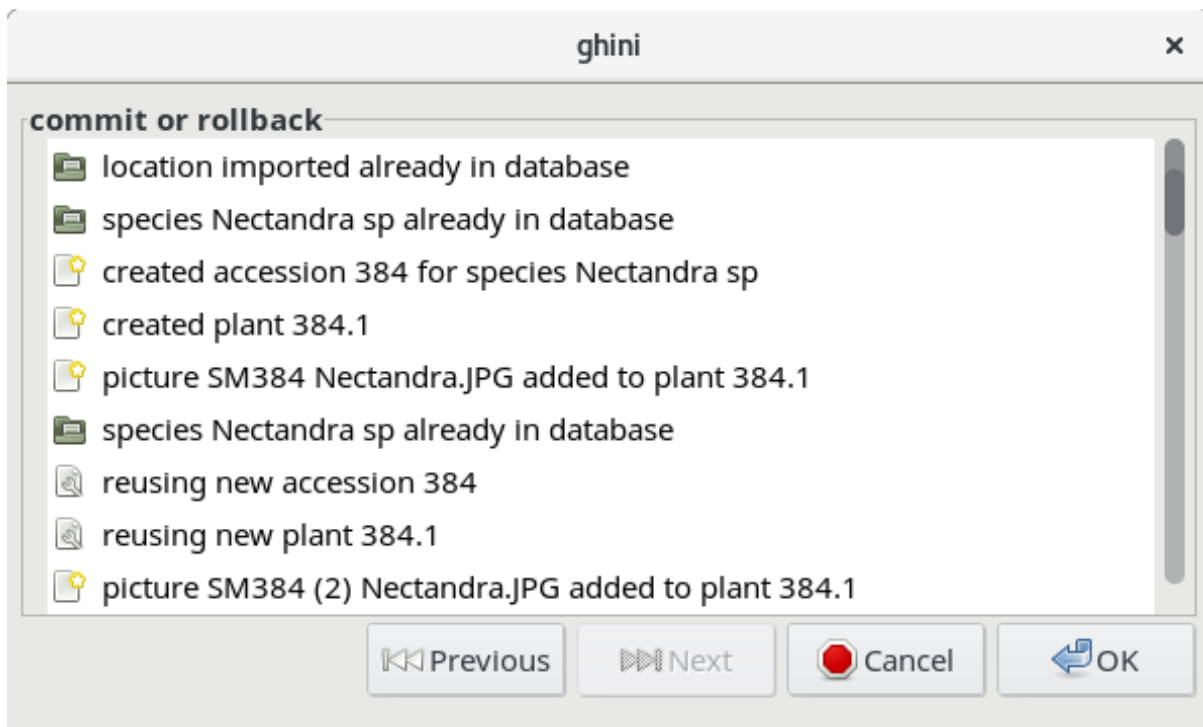 ghini
commit or rollback
location imported already in database
species Nectandra sp already in database
created accession 384 for species Nectandra sp
created plant 384.1
picture SM384 Nectandra.JPG added to plant 384.1
species Nectandra sp already in database
reusing new accession 384
reusing new plant 384.1
picture SM384 (2) Nectandra.JPG added to plant 384.1
Previous Next Cancel OK